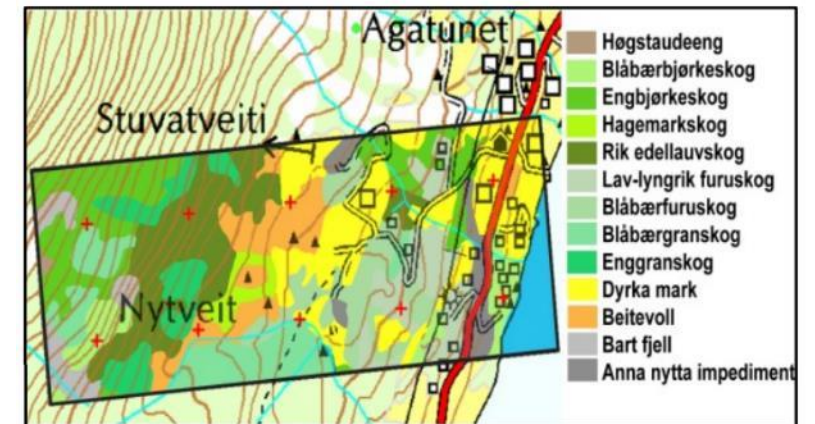 Agatunet
Stuvatveiti
Nytveit
Høgstaudeeng
Blåbærbjørkeskog
Engbjørkeskog
Hagemarkskog
Rik edellauvskog
Lav-lyngrik furuskog
Blåbærfuruskog
Blåbærgranskog
Enggranskog
Dyrka mark
Beitevoll
Bart fjell
Anna nytta impediment